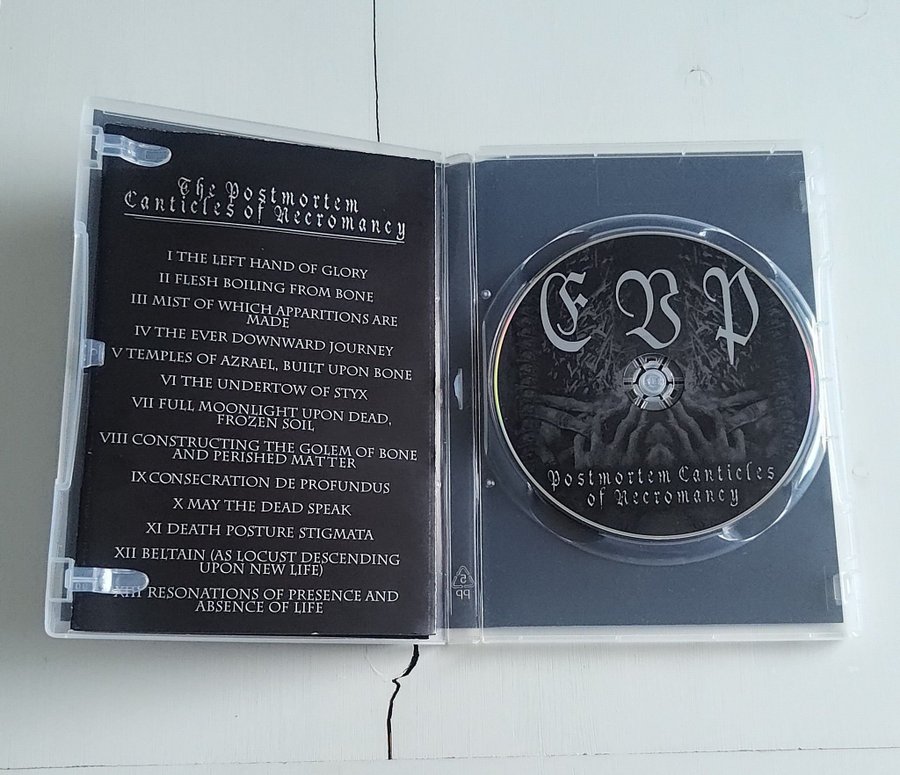 The Postmortem
Canticles of Necromancy
I THE LEFT HAND OF GLORY
II FLESH BOILING FROM BONE
III MIST OF WHICH APPARITIONS ARE
MADE
IV THE EVER DOWNWARD JOURNEY
V TEMPLES OF AZRAEL, BUILT UPON BONE
VI THE UNDERTOW OF STYX
VII FULL MOONLIGHT UPON DEAD,
FROZEN SOIL
VIII CONSTRUCTING THE GOLEM OF BONE
AND PERISHED MATTER
IX CONSECRATION DE PROFUNDUS
X MAY THE DEAD SPEAK
XI DEATH POSTURE STIGMATA
XII BELTAIN (AS LOCUST DESCENDING
UPON NEW LIFE)
XIII RESONATIONS OF PRESENCE AND
ABSENCE OF LIFE
E V P
Postmortem Canticles
of Necromancy
5
PP